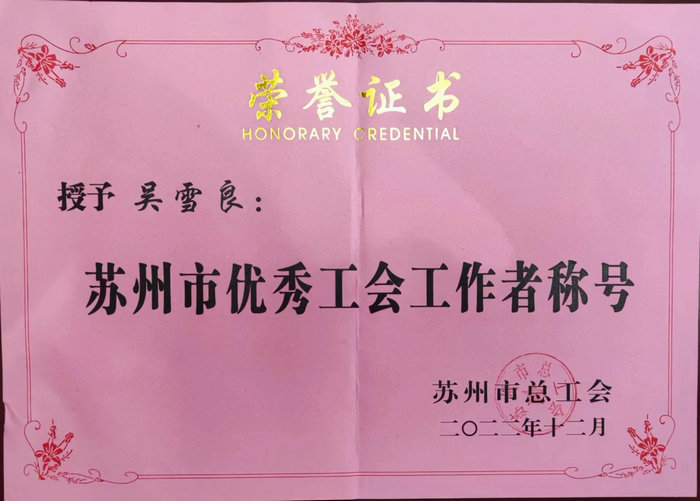 荣誉证书
HONORARY CREDENTIAL
授予 吴雪良：
苏州市优秀工会工作者称号
苏州市总工会
二〇二二年十二月